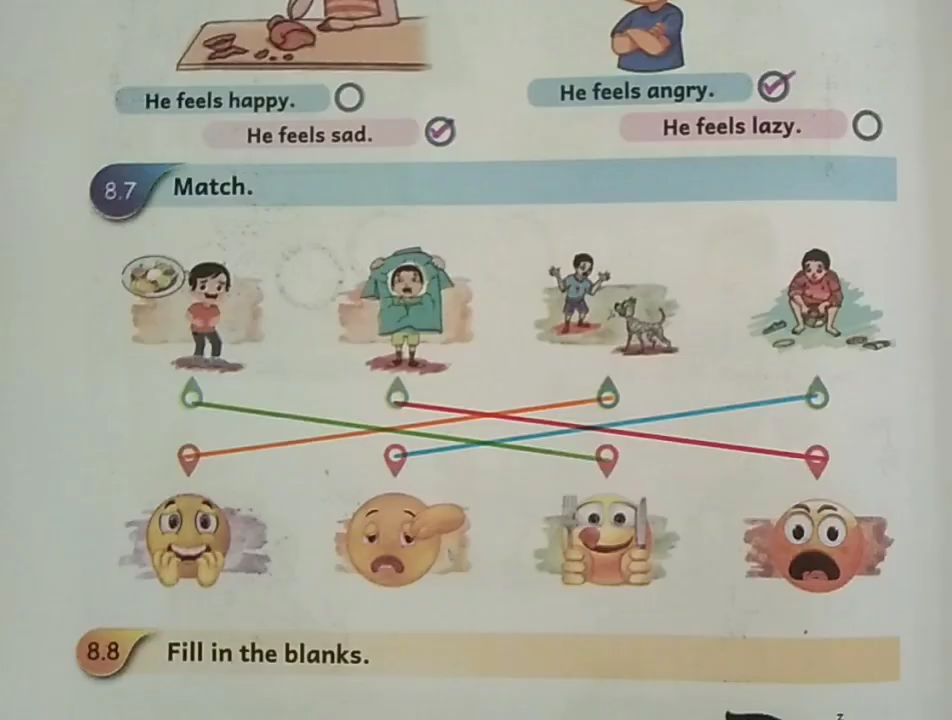 He feels happy.
He feels angry.
He feels sad.
He feels lazy.
8.7 Match.
8.8 Fill in the blanks.
z